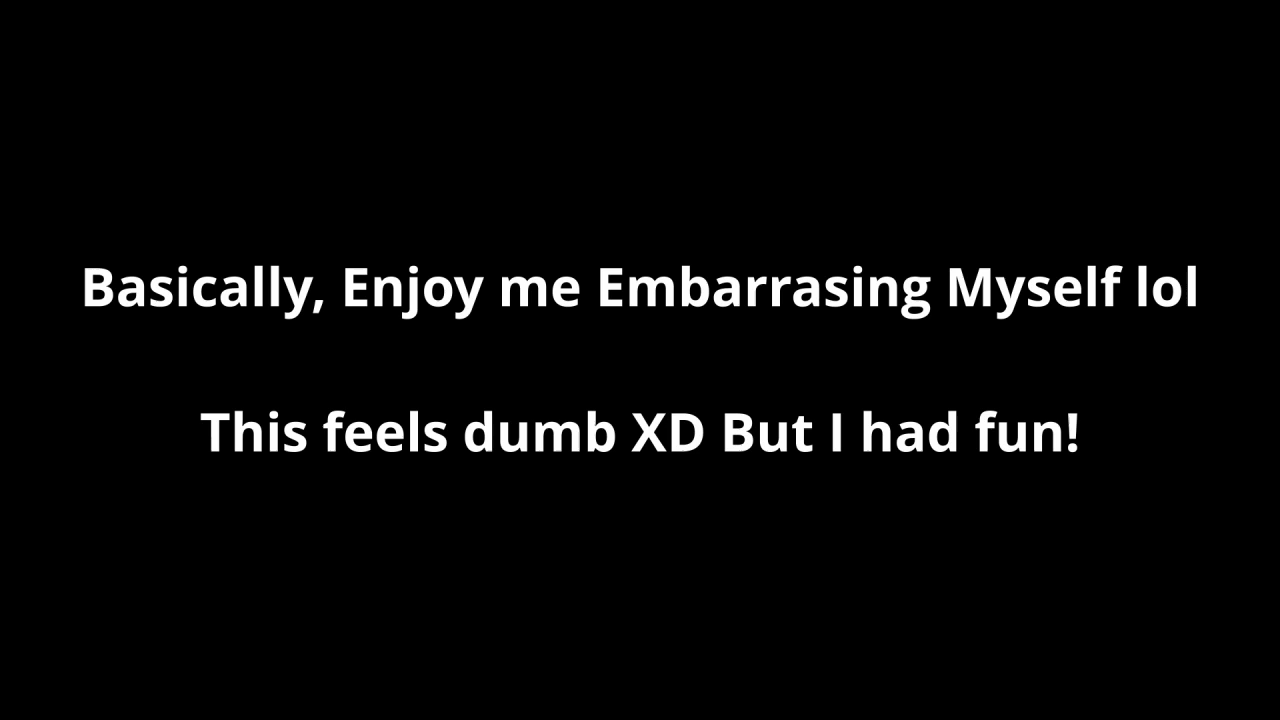 Basically, Enjoy me Embarrasing Myself lol
This feels dumb XD But I had fun!